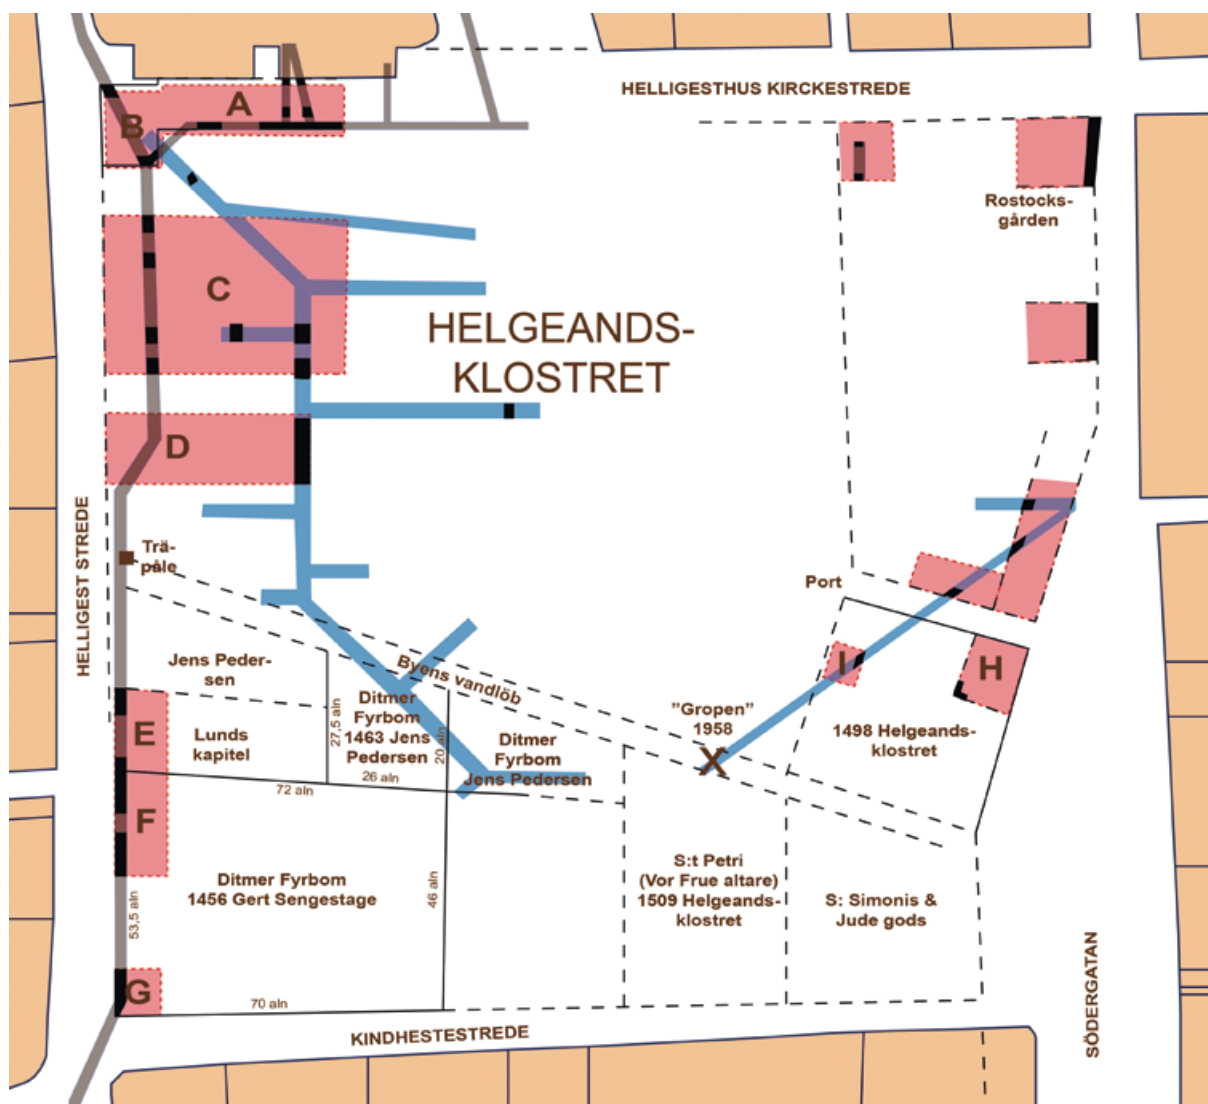 HELLIGESTHUS KIRCKESTREDE
A
B
Rostocks-
gården
C
HELGEANDS-
KLOSTRET
D
HELLIGEST STREDE
Trä-
påle
Port
Byens vandlöb
Jens Peder-
sen
I
H
"Gropen"
1958
X
Ditmer
Fyrbom
1463 Jens
Pedersen
27,5 aln
20 aln
26 aln
E
Lunds
kapitel
Ditmer
Fyrbom
Jens Pedersen
1498 Helgeands-
klostret
72 aln
F
Ditmer Fyrbom
1456 Gert Sengestage
46 aln
53,5 aln
S:t Petri
(Vor Frue altare)
1509 Helgeands-
klostret
S: Simonis &
Jude gods
G
70 aln
KINDHESTESTREDE
SÖDERGATAN